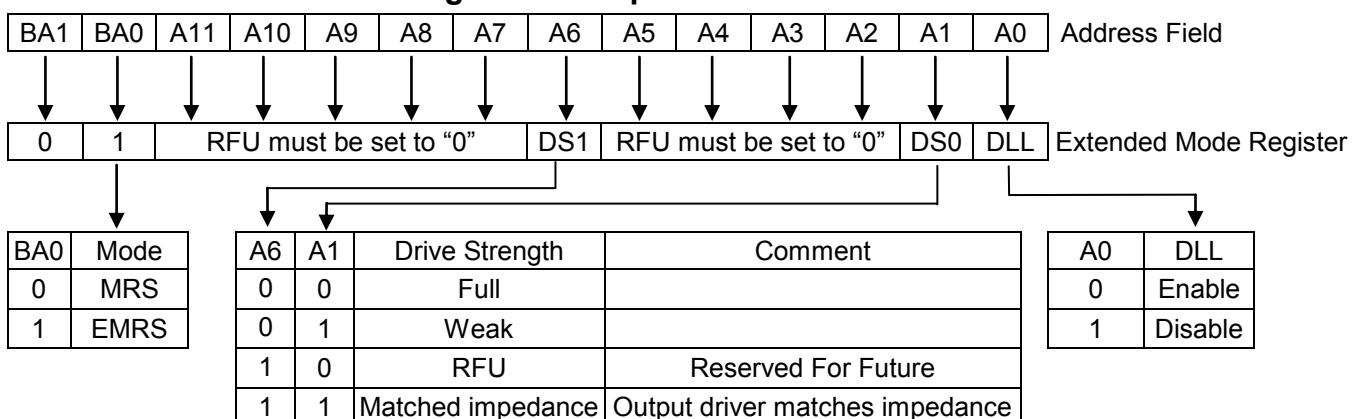 BA1 BA0 A11 A10 A9 A8 A7 A6 A5 A4 A3 A2 A1 A0 Address Field
0 1 RFU must be set to “0” DS1 RFU must be set to “0” DS0 DLL Extended Mode Register
BA0 Mode
0 MRS
1 EMRS
A6 A1 Drive Strength Comment
0 0 Full
0 1 Weak
1 0 RFU Reserved For Future
1 1 Matched impedance Output driver matches impedance
A0 DLL
0 Enable
1 Disable